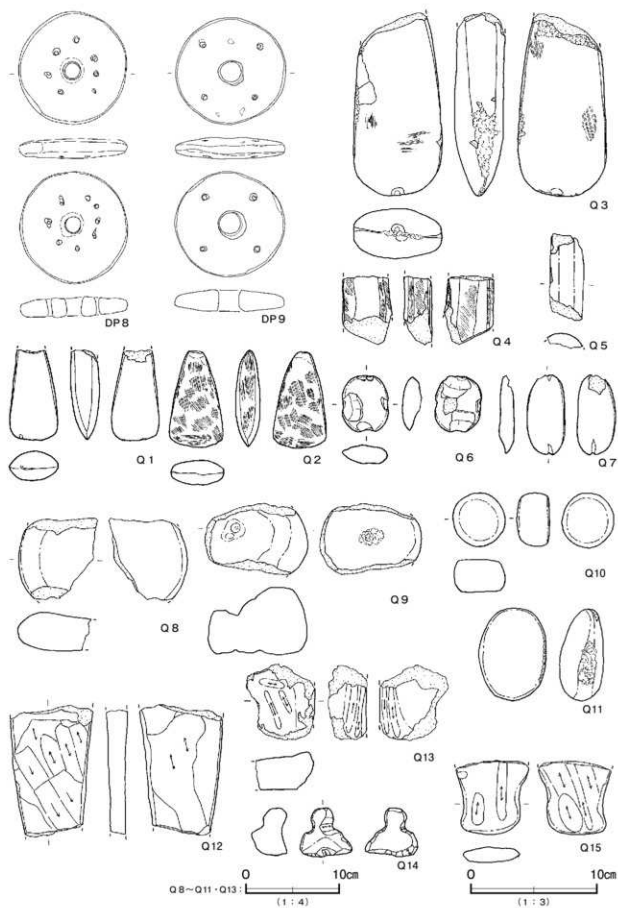 DP8
DP9
Q3
Q4
Q5
Q1
Q2
Q6
Q7
Q8
Q9
Q10
Q11
Q12
Q13
Q14
Q15
Q8～Q11・Q13：
0 10cm
(1：4)
0 10cm
(1：3)